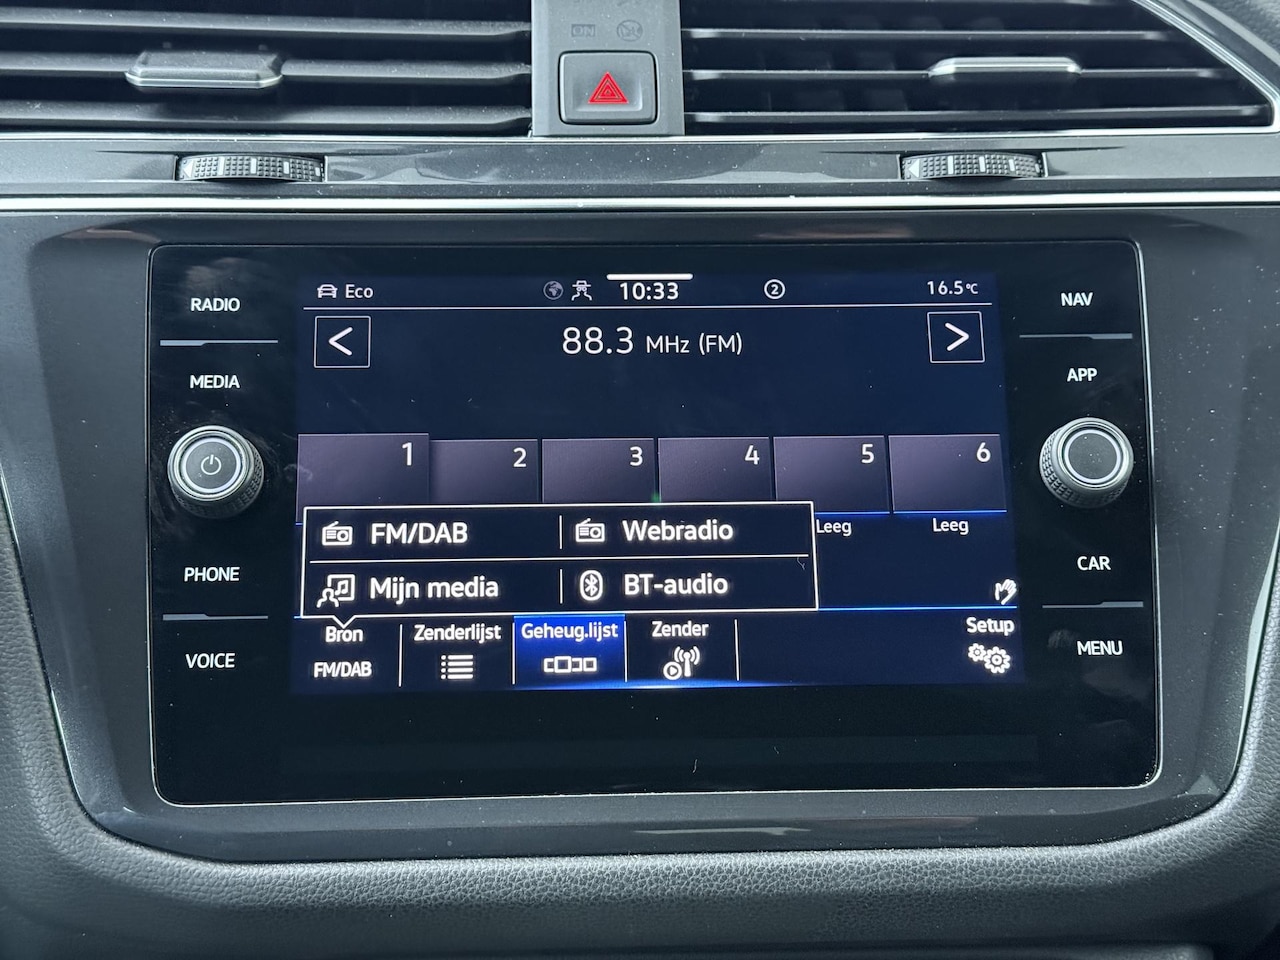 ON
RADIO
MEDIA
PHONE
VOICE
Eco
10:33
2
16.5°C
<
88.3 MHz (FM)
>
1
2
3
4
5
6
Leeg
Leeg
FM/DAB
Webradio
Mijn media
BT-audio
Bron
FM/DAB
Zenderlijst
Geheug.lijst
Zender
Setup
NAV
APP
CAR
MENU